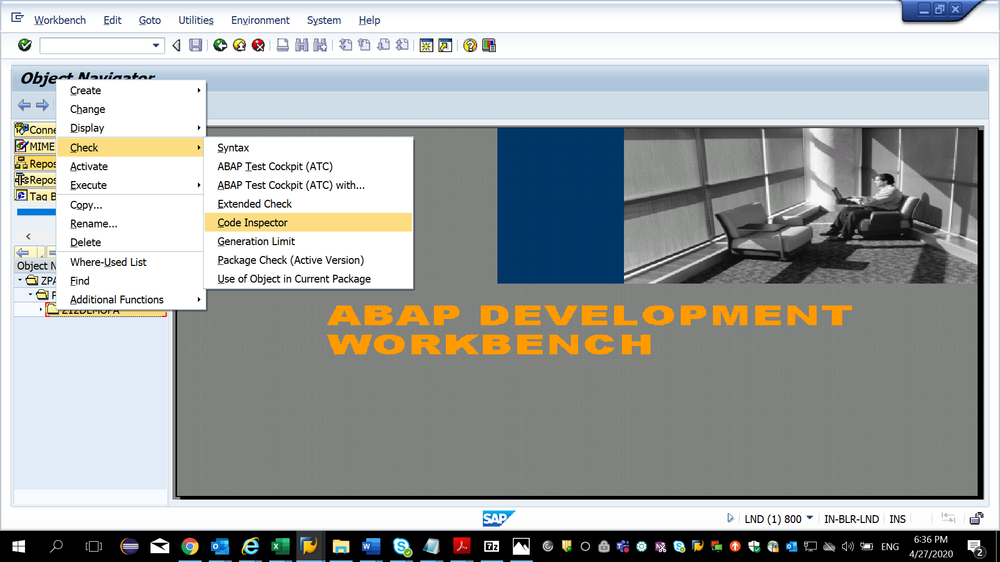 Workbench Edit Goto Utilities Environment System Help
Object Navigator
Create
Change
Display
Check
Activate
Execute
Copy...
Rename...
Delete
Where-Used List
Find
Additional Functions
Syntax
ABAP Test Cockpit (ATC)
ABAP Test Cockpit (ATC) with...
Extended Check
Code Inspector
Generation Limit
Package Check (Active Version)
Use of Object in Current Package
Conne
MIME
Repos
Repos
Tag B
Object N
ZPA
P
Z12DEMOPA
ABAP DEVELOPMENT
WORKBENCH
SAP
LND (1) 800 IN-BLR-LND INS
ENG
6:36 PM
4/27/2020
2